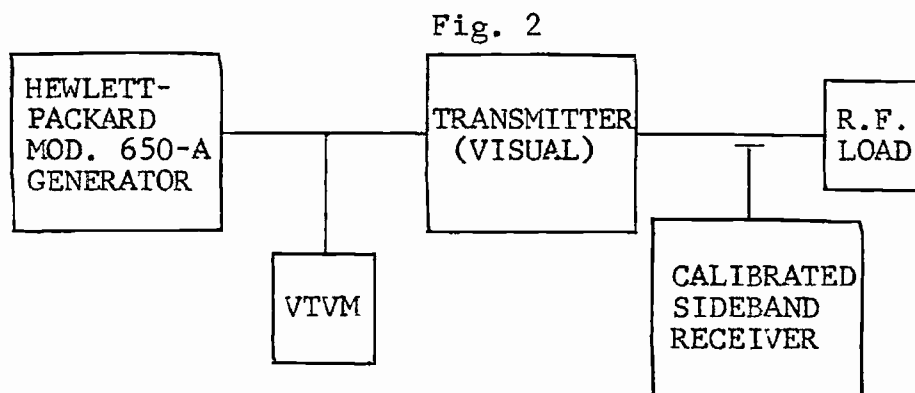 Fig. 2
HEWLETT-
PACKARD
MOD. 650-A
GENERATOR
TRANSMITTER
(VISUAL)
R.F.
LOAD
VTVM
CALIBRATED
SIDEBAND
RECEIVER